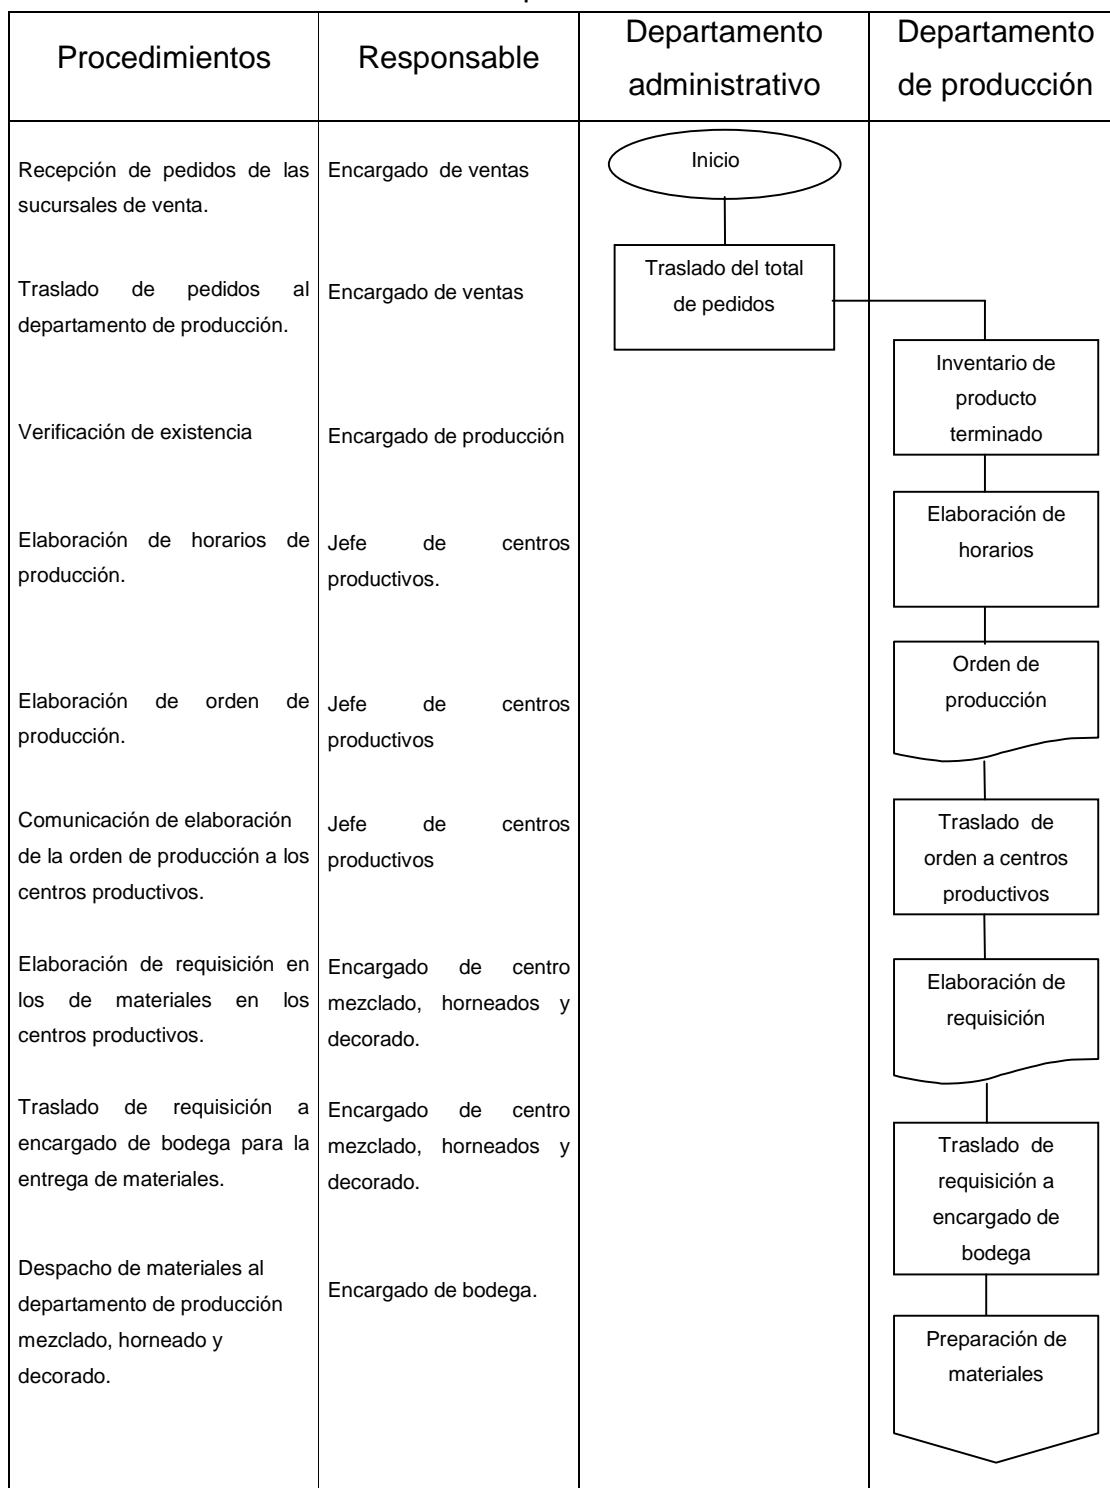 Procedimientos
Responsable
Departamento
administrativo
Departamento
de producción
Recepción de pedidos de las
sucursales de venta.
Encargado de ventas
Inicio
Traslado de pedidos al
departamento de producción.
Encargado de ventas
Traslado del total
de pedidos
Verificación de existencia
Encargado de producción
Inventario de
producto
terminado
Elaboración de horarios de
producción.
Jefe de centros
productivos.
Elaboración de
horarios
Elaboración de orden de
producción.
Jefe de centros
productivos
Orden de
producción
Comunicación de elaboración
de la orden de producción a los
centros productivos.
Jefe de centros
productivos
Traslado de
orden a centros
productivos
Elaboración de requisición en
los de materiales en los
centros productivos.
Encargado de centro
mezclado, horneados y
decorado.
Elaboración de
requisición
Traslado de requisición a
encargado de bodega para la
entrega de materiales.
Encargado de centro
mezclado, horneados y
decorado.
Traslado de
requisición a
encargado de
bodega
Despacho de materiales al
departamento de producción
mezclado, horneado y
decorado.
Encargado de bodega.
Preparación de
materiales